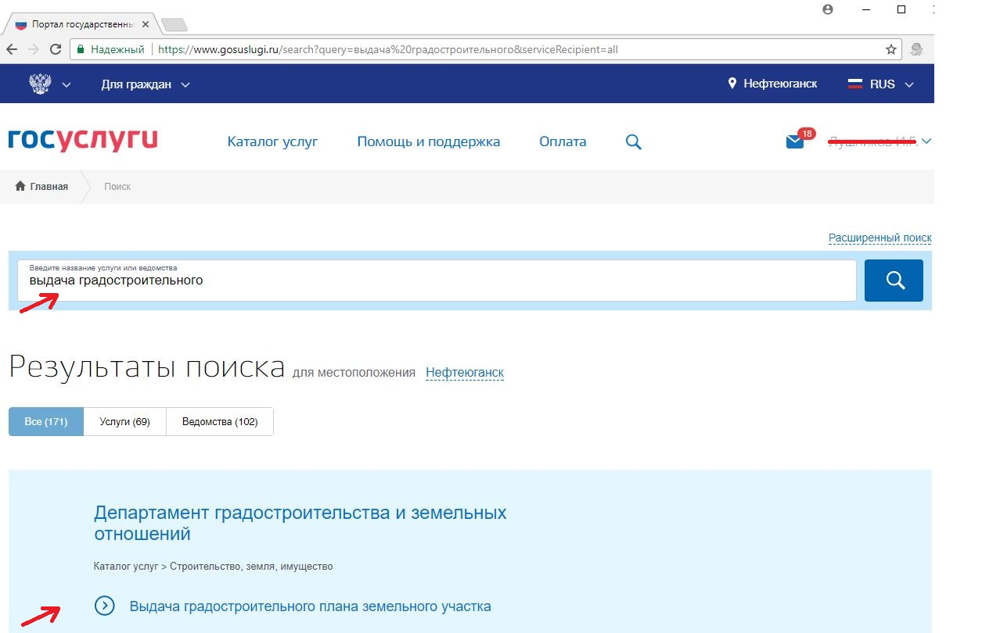 Портал государственны
Надежный https://www.gosuslugi.ru/search?query=выдача%20градостроительного&serviceRecipient=all
Для граждан Нефтеюганск RUS
госуслуги Каталог услуг Помощь и поддержка Оплата 18
Главная Поиск
Расширенный поиск
Введите название услуги или ведомства
выдача градостроительного
Результаты поиска для местоположения Нефтеюганск
Все (171) Услуги (69) Ведомства (102)
Департамент градостроительства и земельных
отношений
Каталог услуг > Строительство, земля, имущество
Выдача градостроительного плана земельного участка